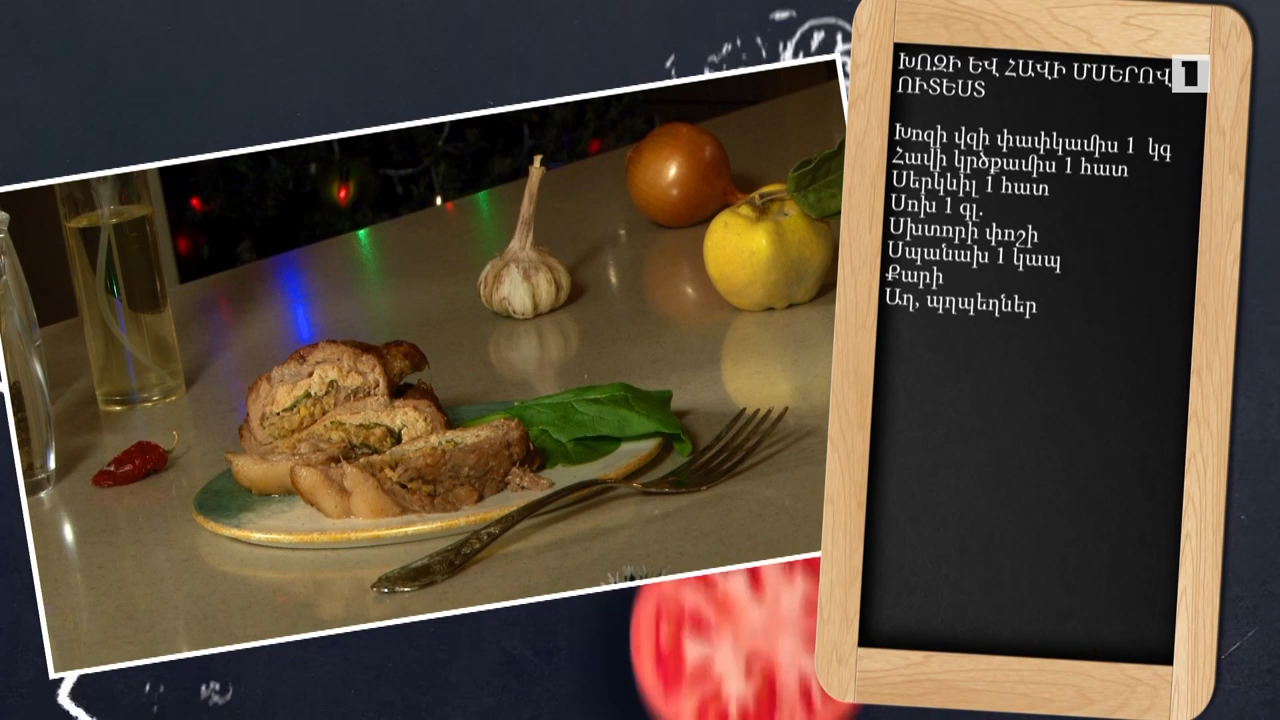 ԽՈԶԻ ԵՎ ՀԱՎԻ ՄՍԵՐՈՎ
ՈՒՏԵՍՏ
Խոզի վզի փափկամիս 1 կգ
Հավի կրծքամիս 1 հատ
Սերկևիլ 1 հատ
Սոխ 1 գլ.
Սխտորի փոշի
Սպանախ 1 կապ
Քարի
Աղ, պղպեղներ
1